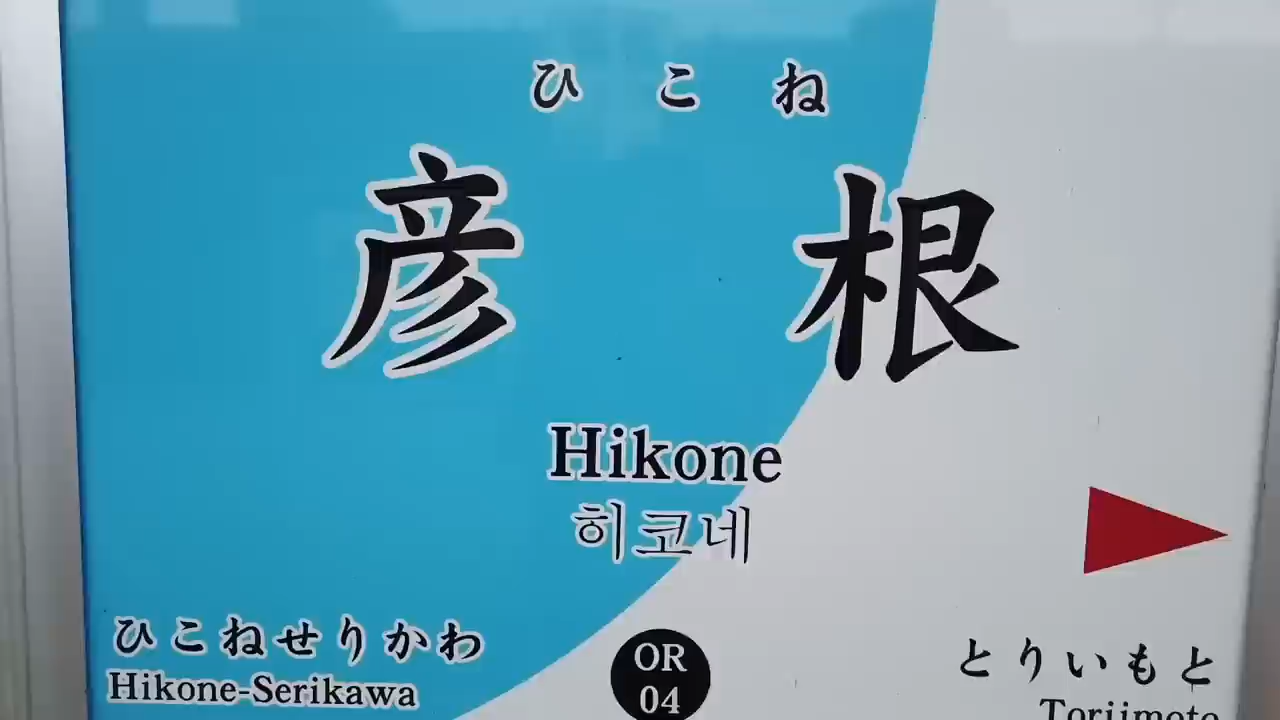 ひこね
彦根
Hikone
히코네
ひこねせりかわ
Hikone-Serikawa
OR
04
とりいもと
Toriimoto